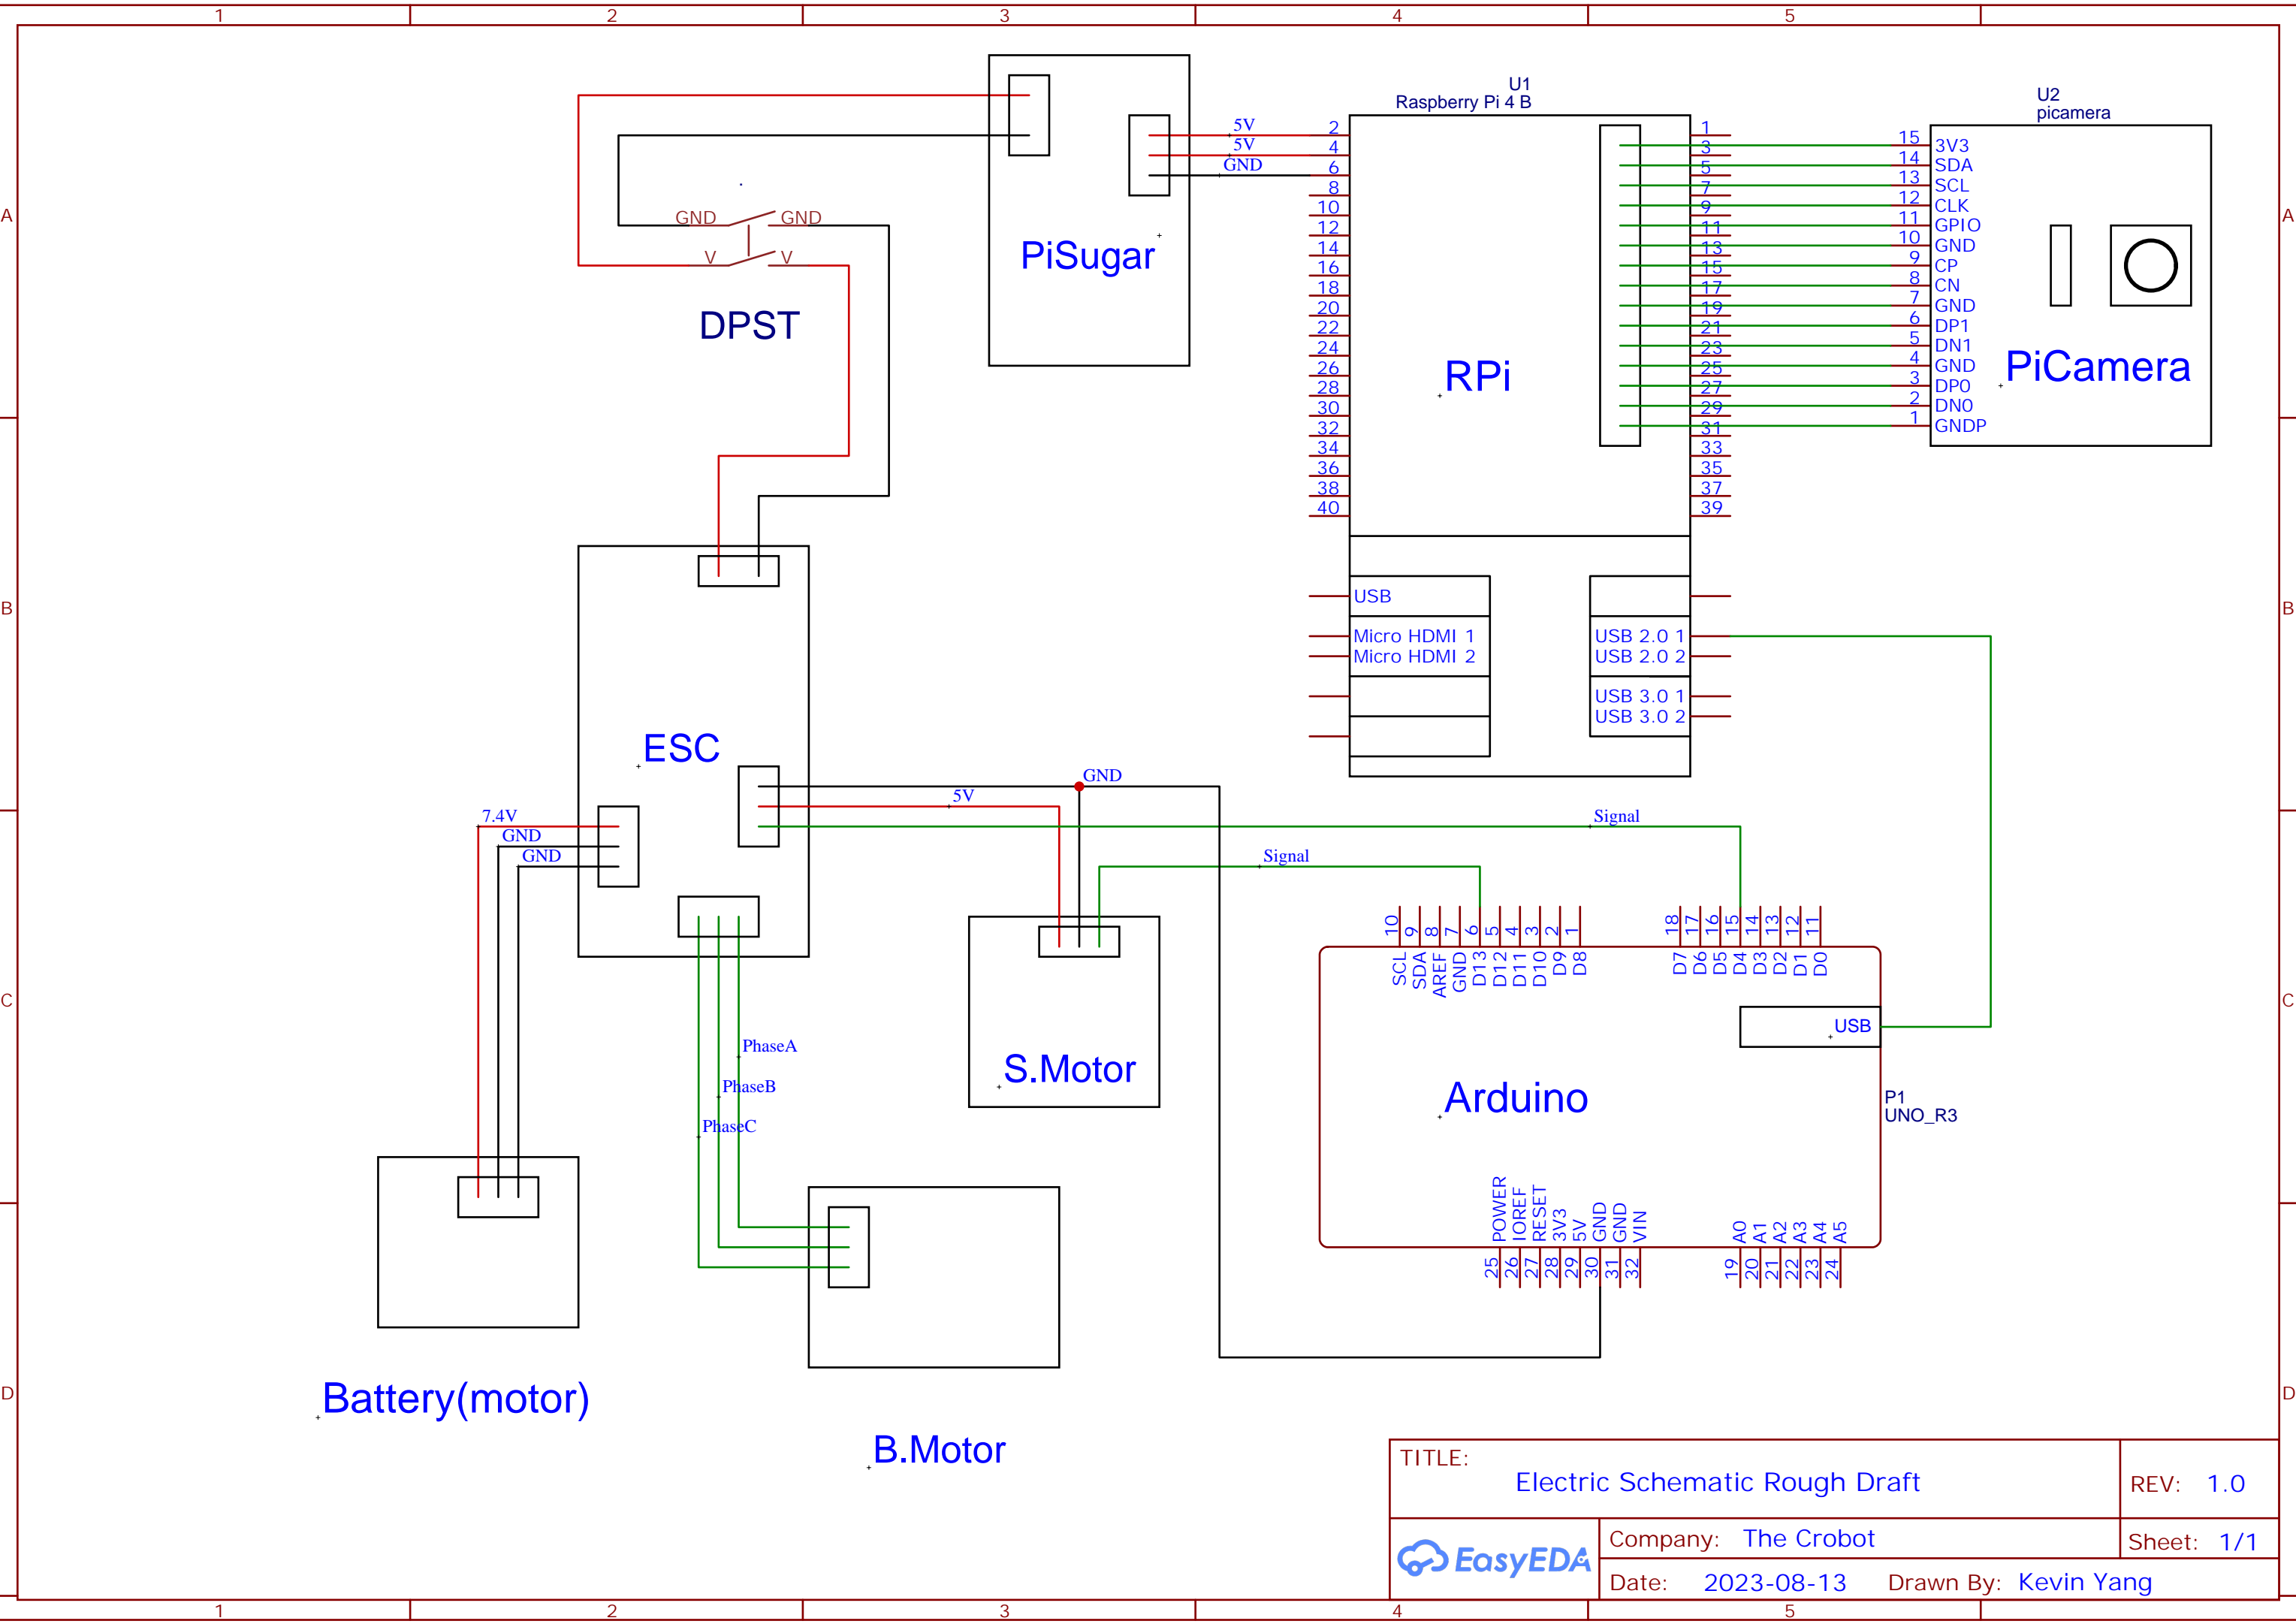 1 2 3 4 5
A
B
C
D
A
B
C
D
PiSugar
5V
5V
GND
GND GND
V V
DPST
U1
Raspberry Pi 4 B
2
4
6
8
10
12
14
16
18
20
22
24
26
28
30
32
34
36
38
40
RPi
1
3
5
7
9
11
13
15
17
19
21
23
25
27
29
31
33
35
37
39
USB
Micro HDMI 1
Micro HDMI 2
USB 2.0 1
USB 2.0 2
USB 3.0 1
USB 3.0 2
U2
picamera
15 3V3
14 SDA
13 SCL
12 CLK
11 GPIO
10 GND
9 CP
8 CN
7 GND
6 DP1
5 DN1
4 GND
3 DP0
2 DN0
1 GNDP
PiCamera
ESC
GND
5V
Signal
Signal
7.4V
GND
GND
PhaseA
PhaseB
PhaseC
S.Motor
Battery(motor)
B.Motor
10 9 8 7 6 5 4 3 2 1
SCL SDA AREF GND D13 D12 D11 D10 D9 D8
18 17 16 15 14 13 12 11
D7 D6 D5 D4 D3 D2 D1 D0
USB
Arduino
P1
UNO_R3
POWER IOREF RESET 3V3 5V GND GND VIN
25 26 27 28 29 30 31 32
A0 A1 A2 A3 A4 A5
19 20 21 22 23 24
TITLE:
Electric Schematic Rough Draft
REV: 1.0
EasyEDA
Company: The Crobot
Sheet: 1/1
Date: 2023-08-13 Drawn By: Kevin Yang
1 2 3 4 5